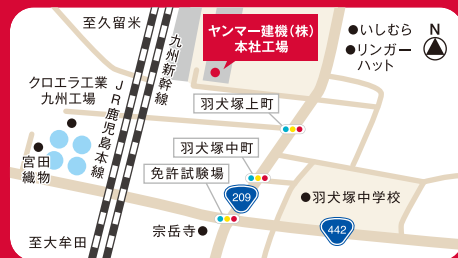 至久留米
九州新幹線
ヤンマー建機(株)
本社工場
いしむら
リンガー
ハット
N
クロエラ工業
九州工場
JR鹿児島本線
羽犬塚上町
羽犬塚中町
免許試験場
宮田
織物
209
羽犬塚中学校
442
至大牟田
宗岳寺